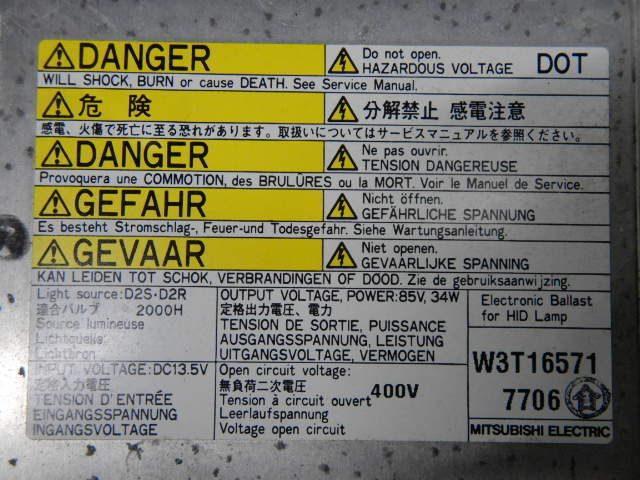 DANGER
Do not open.
HAZARDOUS VOLTAGE DOT
WILL SHOCK, BURN or cause DEATH. See Service Manual.
危険
分解禁止 感電注意
感電、火傷で死亡に至る恐れがあります。取扱いについてはサービスマニュアルを参照ください。
DANGER
Ne pas ouvrir.
TENSION DANGEREUSE
Provoquera une COMMOTION, des BRULÛRES ou la MORT. Voir le Manuel de Service.
GEFAHR
Nicht öffnen.
GEFÄHRLICHE SPANNUNG
Es besteht Stromschlag-, Feuer-und Todesgefahr. Siehe Wartungsanleitung.
GEVAAR
Niet openen.
GEVAARLIJKE SPANNING
KAN LEIDEN TOT SCHOK, VERBRANDINGEN OF DOOD. Zie de gebruiksaanwijzing.
Light source:D2S·D2R
適合バルブ 2000H
Source lumineuse
Lichtquelle
Lichtbron
OUTPUT VOLTAGE, POWER:85V, 34W
定格出力電圧、電力
TENSION DE SORTIE, PUISSANCE
AUSGANGSSPANNUNG, LEISTUNG
UITGANGSVOLTAGE, VERMOGEN
Electronic Ballast
for HID Lamp
INPUT VOLTAGE:DC13.5V
定格入力電圧
TENSION D'ENTRÉE
EINGANGSSPANNUNG
INGANGSVOLTAGE
Open circuit voltage:
無負荷二次電圧 400V
Tension à circuit ouvert
Leerlaufspannung
Voltage open circuit
W3T16571
7706
MITSUBISHI ELECTRIC